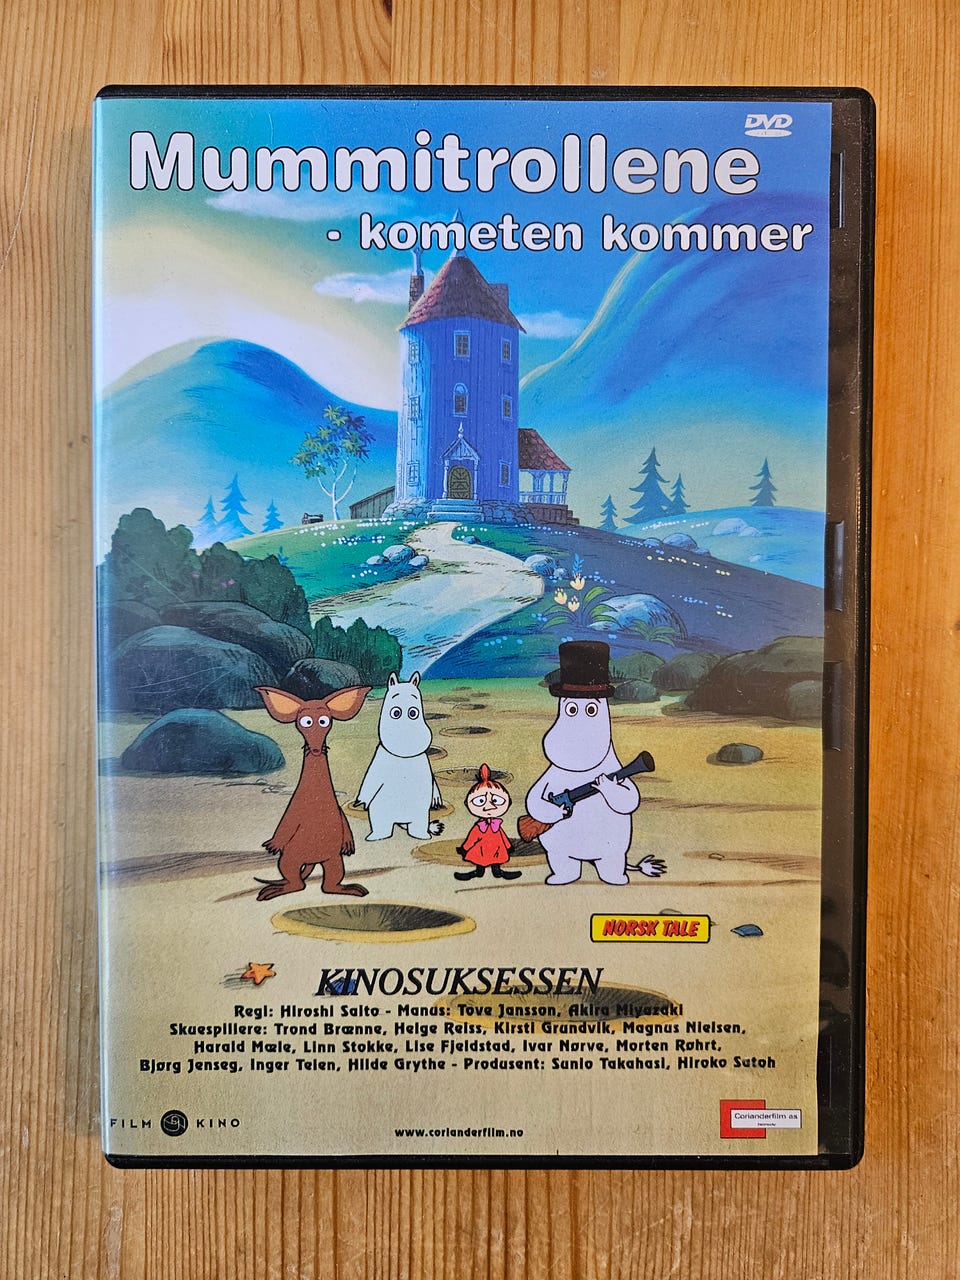 DVD
Mummitrollene
- kometen kommer
NORSK TALE
KINOSUKSESSEN
Regi: Hiroshi Saito - Manus: Tove Jansson, Akira Miyazaki
Skuespillere: Trond Brænne, Helge Reiss, Kirsti Grundvik, Magnus Nielsen,
Harald Mæle, Linn Stokke, Lise Fjeldstad, Ivar Nørve, Morten Røhrt,
Bjørg Jenseg, Inger Teien, Hilde Grythe - Produsent: Sunio Takahasi, Hiroko Satoh
FILM KINO
www.corianderfilm.no
Corianderfilm as